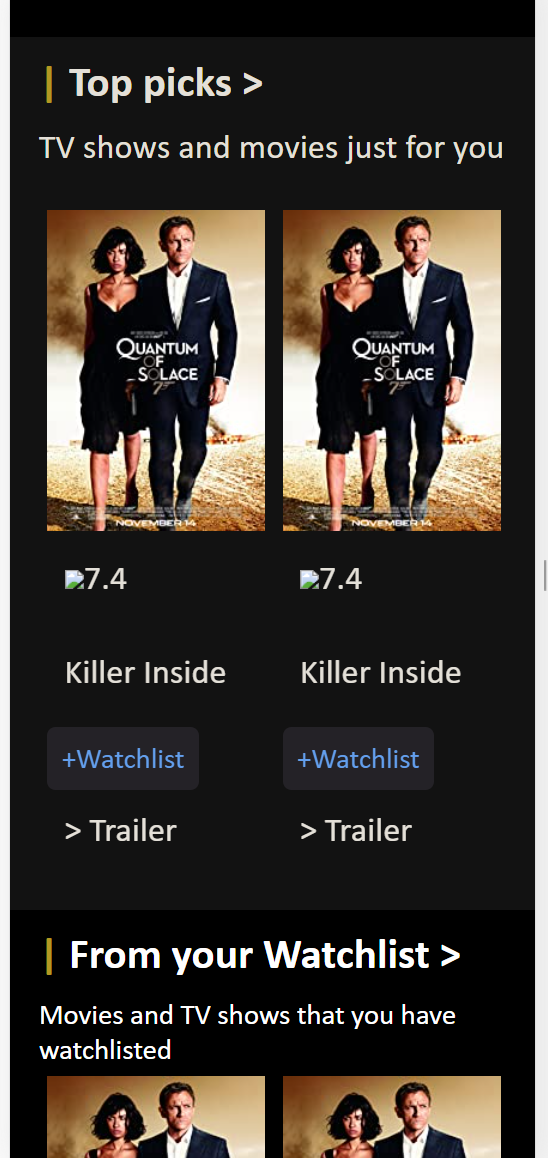 | Top picks >
TV shows and movies just for you
QUANTUM
OF
SOLACE
007
NOVEMBER 14
QUANTUM
OF
SOLACE
007
NOVEMBER 14
7.4
7.4
Killer Inside
Killer Inside
+Watchlist
+Watchlist
> Trailer
> Trailer
| From your Watchlist >
Movies and TV shows that you have
watchlisted